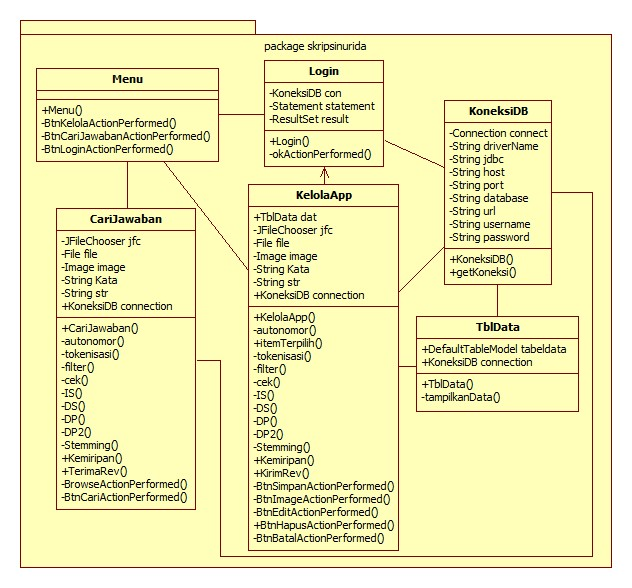 package skripsinurida
Menu
+Menu()
-BtnKelolaActionPerformed()
-BtnCariJawabanActionPerformed()
-BtnLoginActionPerformed()
Login
-KoneksiDB con
-Statement statement
-ResultSet result
+Login()
-okActionPerformed()
KoneksiDB
-Connection connect
-String driverName
-String jdbc
-String host
-String port
-String database
-String url
-String username
-String password
+KoneksiDB()
+getKoneksi()
CariJawaban
-JFileChooser jfc
-File file
-Image image
-String Kata
-String str
+KoneksiDB connection
+CariJawaban()
-autonomor()
-tokenisasi()
-filter()
-cek()
-IS()
-DS()
-DP()
-DP2()
-Stemming()
+Kemiripan()
+TerimaRev()
-BrowseActionPerformed()
-BtnCariActionPerformed()
KelolaApp
+TblData dat
-JFileChooser jfc
-File file
-Image image
-String Kata
-String str
+KoneksiDB connection
+KelolaApp()
-autonomor()
+itemTerpilih()
-tokenisasi()
-filter()
-cek()
-IS()
-DS()
-DP()
-DP2()
-Stemming()
+Kemiripan()
+KirimRev()
-BtnSimpanActionPerformed()
-BtnImageActionPerformed()
-BtnEditActionPerformed()
+BtnHapusActionPerformed()
-BtnBatalActionPerformed()
TblData
+DefaultTableModel tabeldata
+KoneksiDB connection
+TblData()
-tampilkanData()